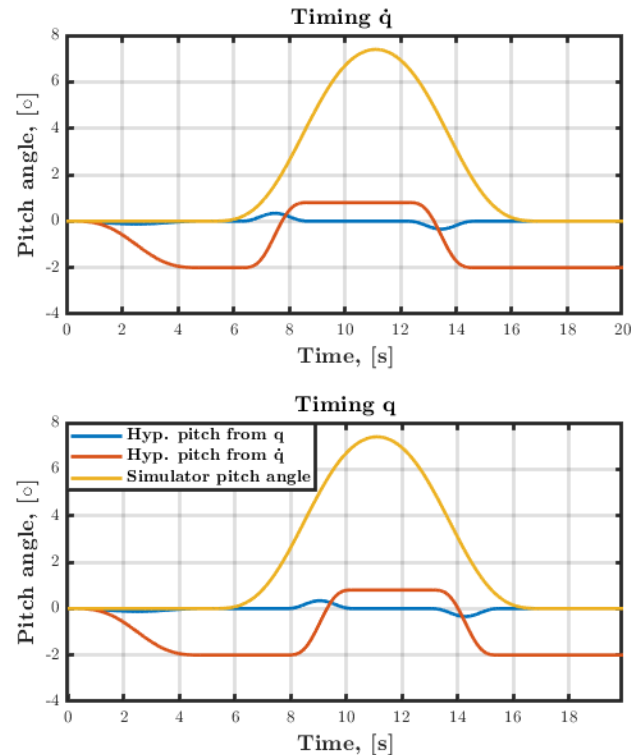 Timing q̇
8
6
4
2
0
-2
-4
Pitch angle, [○]
0 2 4 6 8 10 12 14 16 18 20
Time, [s]
Timing q
8
6
4
2
0
-2
-4
Pitch angle, [○]
Hyp. pitch from q
Hyp. pitch from q̇
Simulator pitch angle
0 2 4 6 8 10 12 14 16 18
Time, [s]